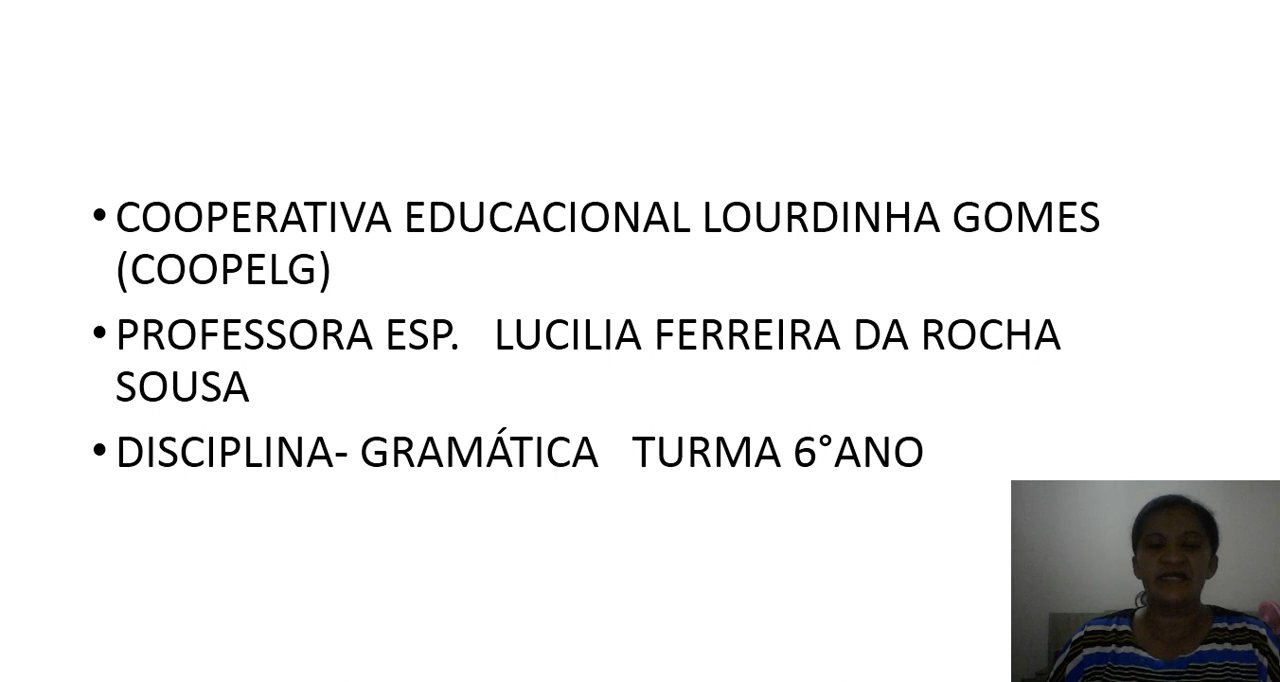 • COOPERATIVA EDUCACIONAL LOURDINHA GOMES
(COOPELG)
• PROFESSORA ESP.   LUCILIA FERREIRA DA ROCHA
SOUSA
• DISCIPLINA- GRAMÁTICA   TURMA 6°ANO